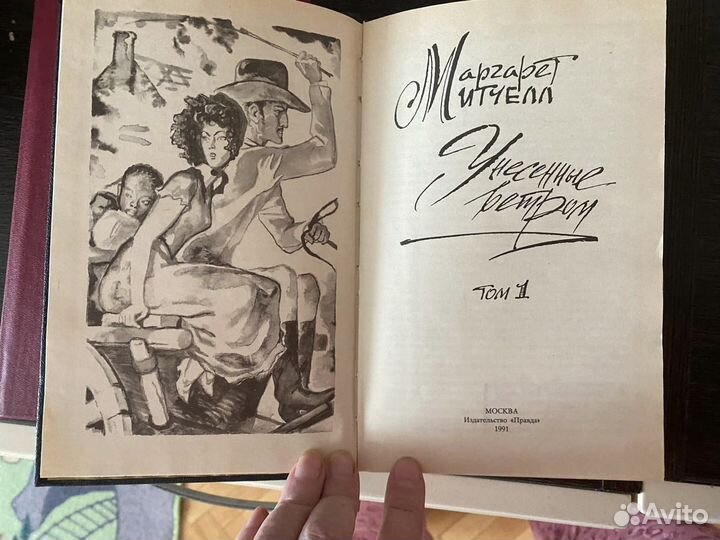 Маргарет
Митчелл
Унесенные
ветром
ТОМ 1
МОСКВА
Издательство «Правда»
1991
Avito